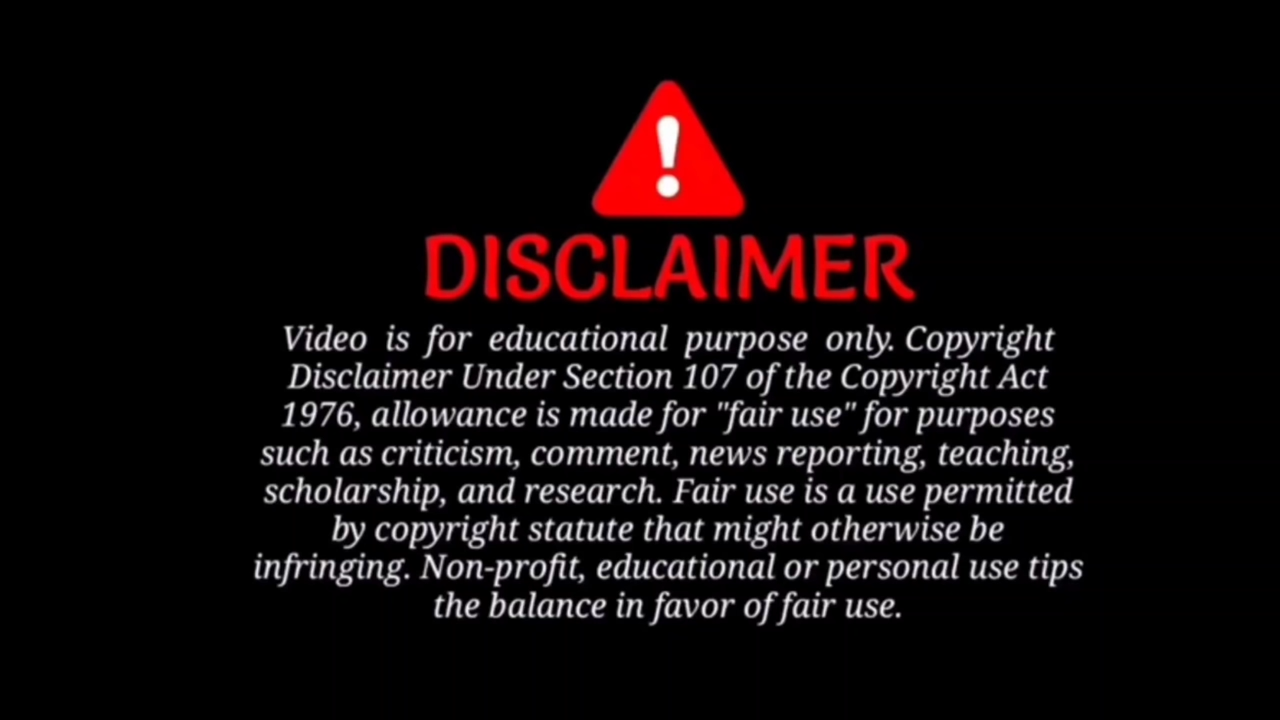 DISCLAIMER
Video is for educational purpose only. Copyright
Disclaimer Under Section 107 of the Copyright Act
1976, allowance is made for "fair use" for purposes
such as criticism, comment, news reporting, teaching,
scholarship, and research. Fair use is a use permitted
by copyright statute that might otherwise be
infringing. Non-profit, educational or personal use tips
the balance in favor of fair use.